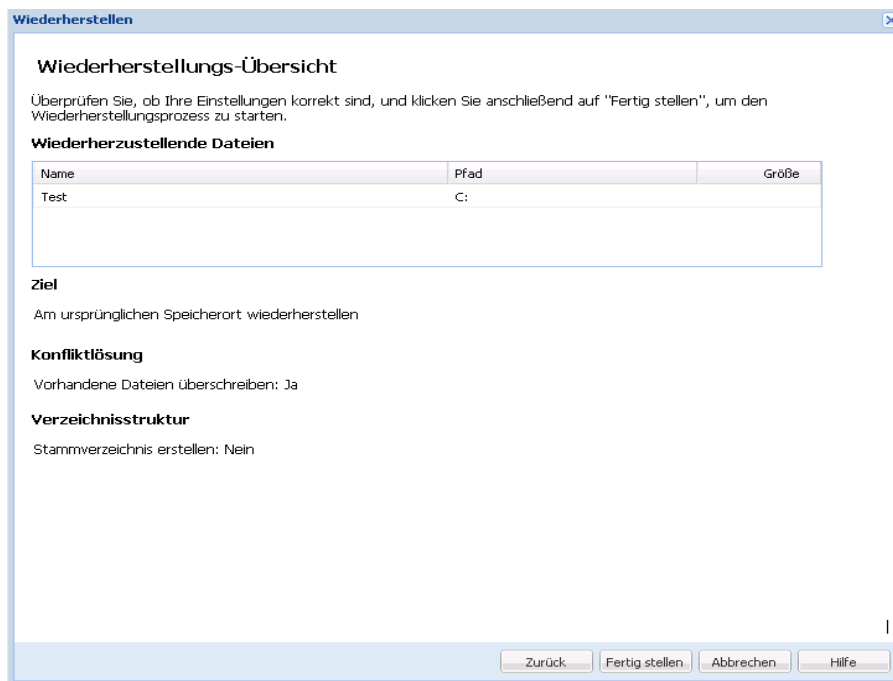 Wiederherstellen
Wiederherstellungs-Übersicht
Überprüfen Sie, ob Ihre Einstellungen korrekt sind, und klicken Sie anschließend auf "Fertig stellen", um den
Wiederherstellungsprozess zu starten.
Wiederherzustellende Dateien
Name Pfad Größe
Test C:
Ziel
Am ursprünglichen Speicherort wiederherstellen
Konfliktlösung
Vorhandene Dateien überschreiben: Ja
Verzeichnisstruktur
Stammverzeichnis erstellen: Nein
Zurück Fertig stellen Abbrechen Hilfe